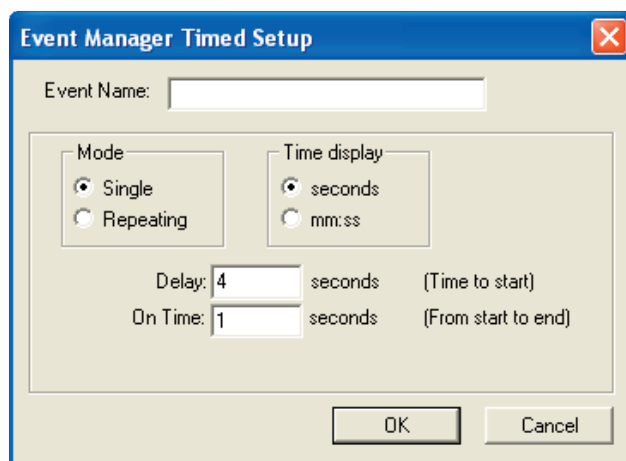 Event Manager Timed Setup
Event Name:
Mode
Time display
Single
seconds
Repeating
mm:ss
Delay: 4 seconds (Time to start)
On Time: 1 seconds (From start to end)
OK Cancel